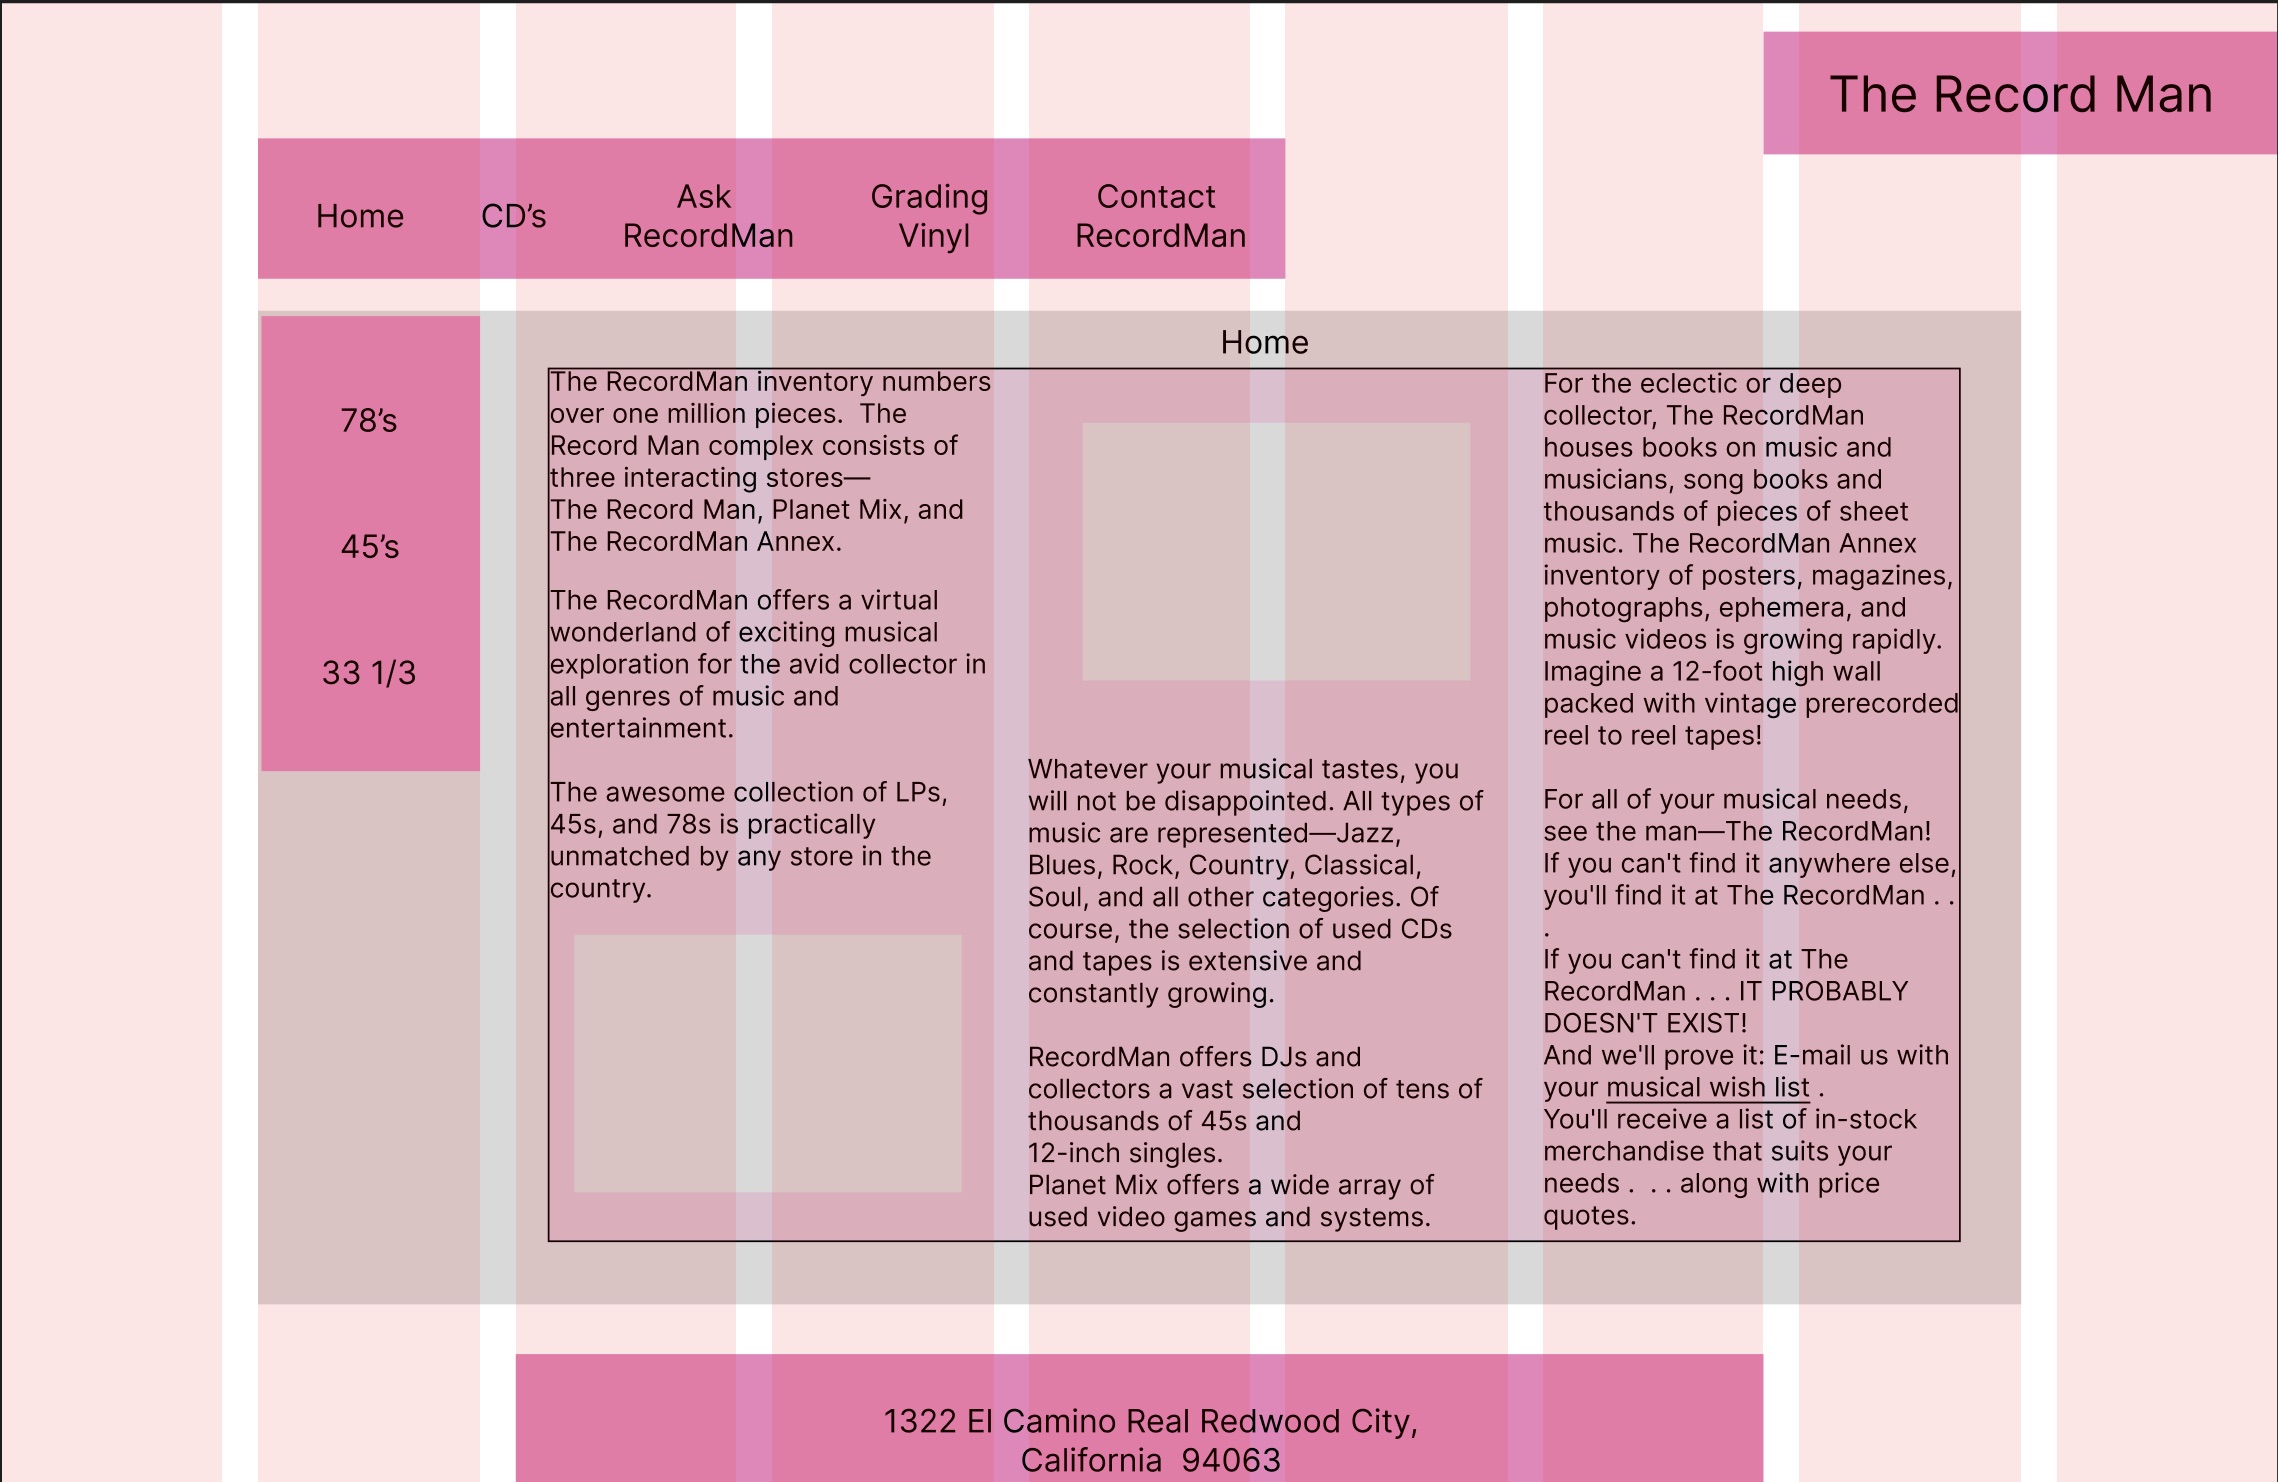 The Record Man
Home
CD’s
Ask
RecordMan
Grading
Vinyl
Contact
RecordMan
78’s
45’s
33 1/3
Home
The RecordMan inventory numbers
over one million pieces.  The
Record Man complex consists of
three interacting stores—
The Record Man, Planet Mix, and
The RecordMan Annex.
The RecordMan offers a virtual
wonderland of exciting musical
exploration for the avid collector in
all genres of music and
entertainment.
The awesome collection of LPs,
45s, and 78s is practically
unmatched by any store in the
country.
Whatever your musical tastes, you
will not be disappointed. All types of
music are represented—Jazz,
Blues, Rock, Country, Classical,
Soul, and all other categories. Of
course, the selection of used CDs
and tapes is extensive and
constantly growing.
RecordMan offers DJs and
collectors a vast selection of tens of
thousands of 45s and
12-inch singles.
Planet Mix offers a wide array of
used video games and systems.
For the eclectic or deep
collector, The RecordMan
houses books on music and
musicians, song books and
thousands of pieces of sheet
music. The RecordMan Annex
inventory of posters, magazines,
photographs, ephemera, and
music videos is growing rapidly.
Imagine a 12-foot high wall
packed with vintage prerecorded
reel to reel tapes!
For all of your musical needs,
see the man—The RecordMan!
If you can't find it anywhere else,
you'll find it at The RecordMan . .
.
If you can't find it at The
RecordMan . . . IT PROBABLY
DOESN'T EXIST!
And we'll prove it: E-mail us with
your musical wish list .
You'll receive a list of in-stock
merchandise that suits your
needs .  . . along with price
quotes.
1322 El Camino Real Redwood City,
California  94063